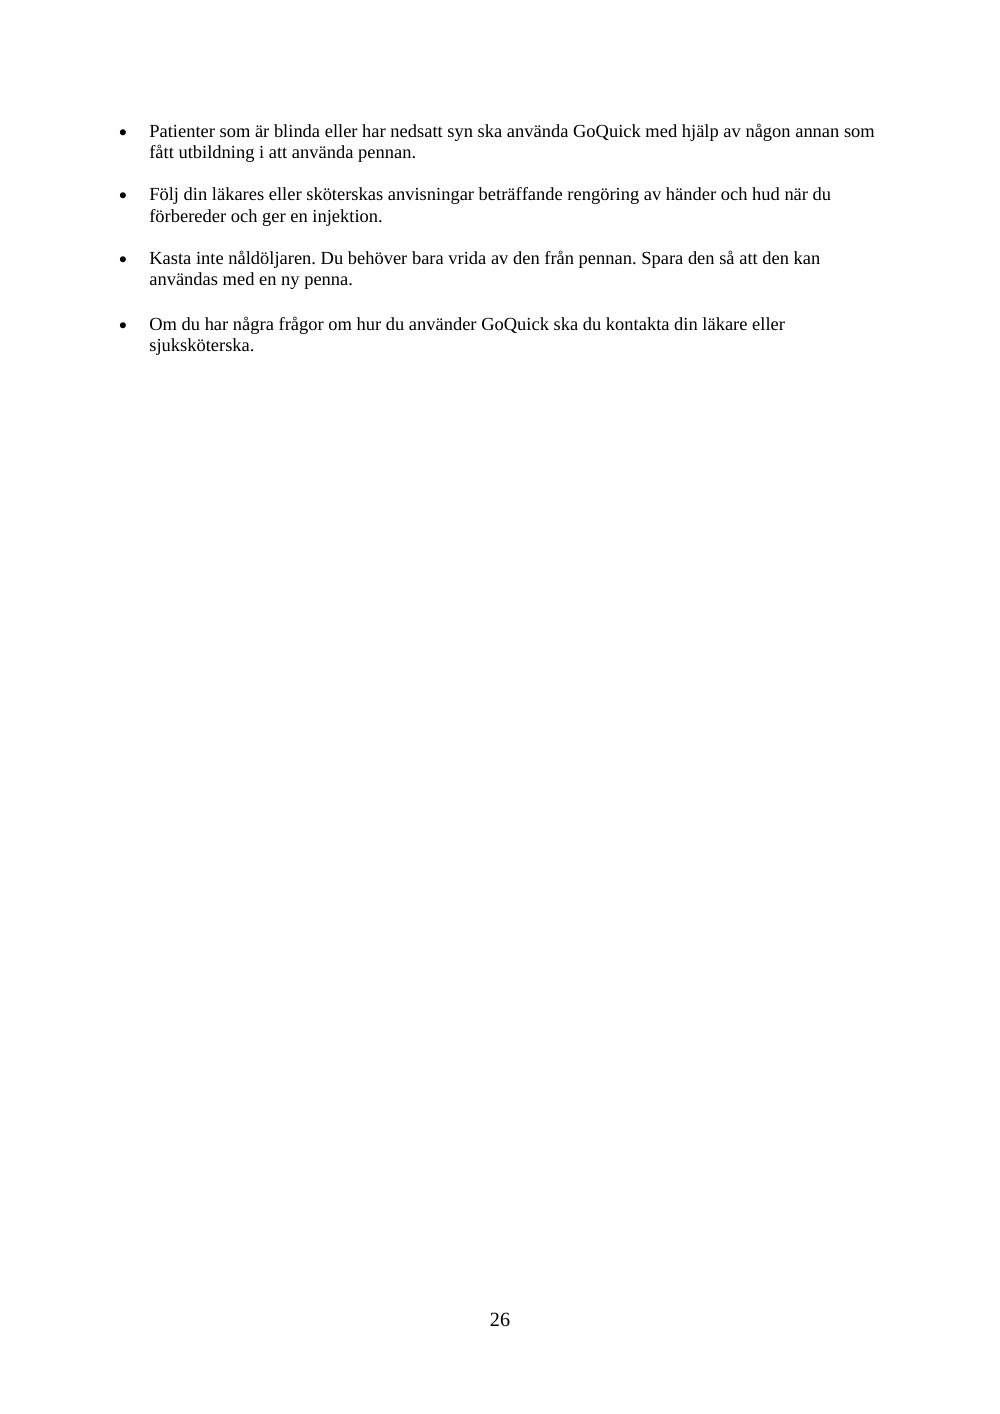 • Patienter som är blinda eller har nedsatt syn ska använda GoQuick med hjälp av någon annan som
fått utbildning i att använda pennan.
• Följ din läkares eller sköterskas anvisningar beträffande rengöring av händer och hud när du
förbereder och ger en injektion.
• Kasta inte nåldöljaren. Du behöver bara vrida av den från pennan. Spara den så att den kan
användas med en ny penna.
• Om du har några frågor om hur du använder GoQuick ska du kontakta din läkare eller
sjuksköterska.
26